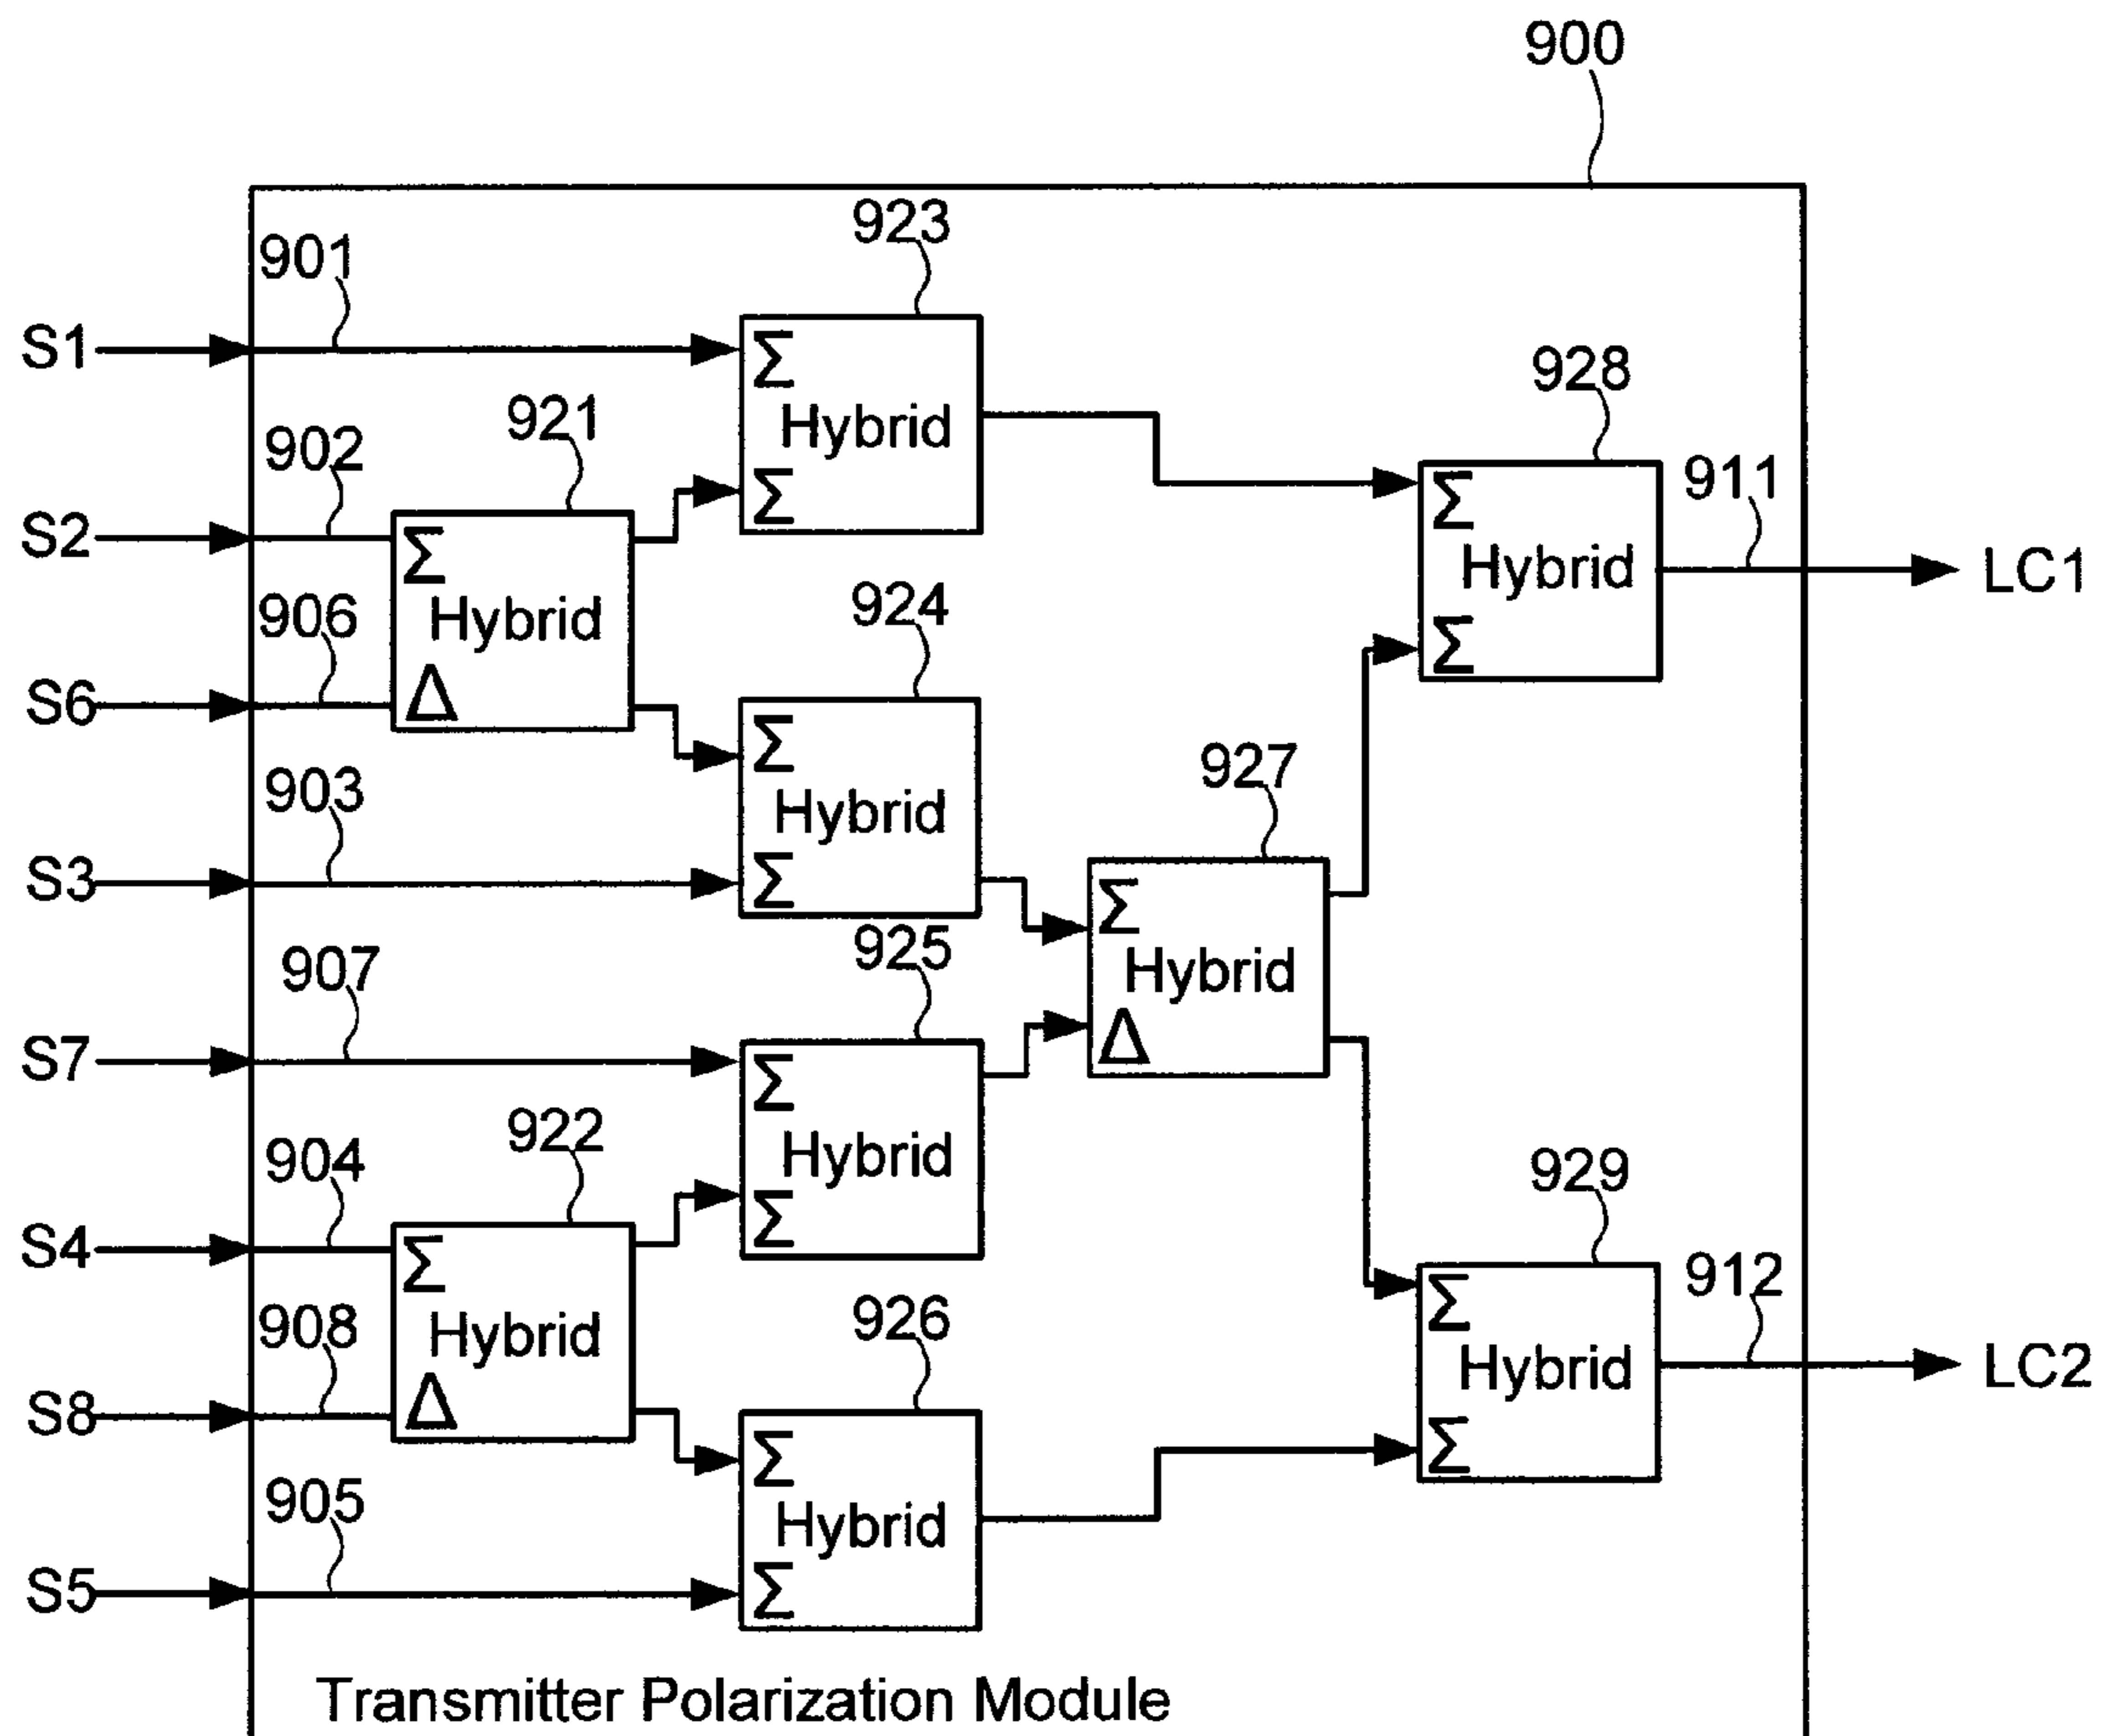 900
923
901
S1
Σ
Hybrid
Σ
928
921
902
S2
Σ
Hybrid
Δ
Σ
Hybrid
Σ
911
LC1
906
S6
924
Σ
Hybrid
Σ
903
S3
927
Σ
Hybrid
Δ
925
907
S7
Σ
Hybrid
Σ
922
904
S4
Σ
Hybrid
Δ
929
Σ
Hybrid
Σ
912
LC2
908
S8
926
Σ
Hybrid
Σ
905
S5
Transmitter Polarization Module